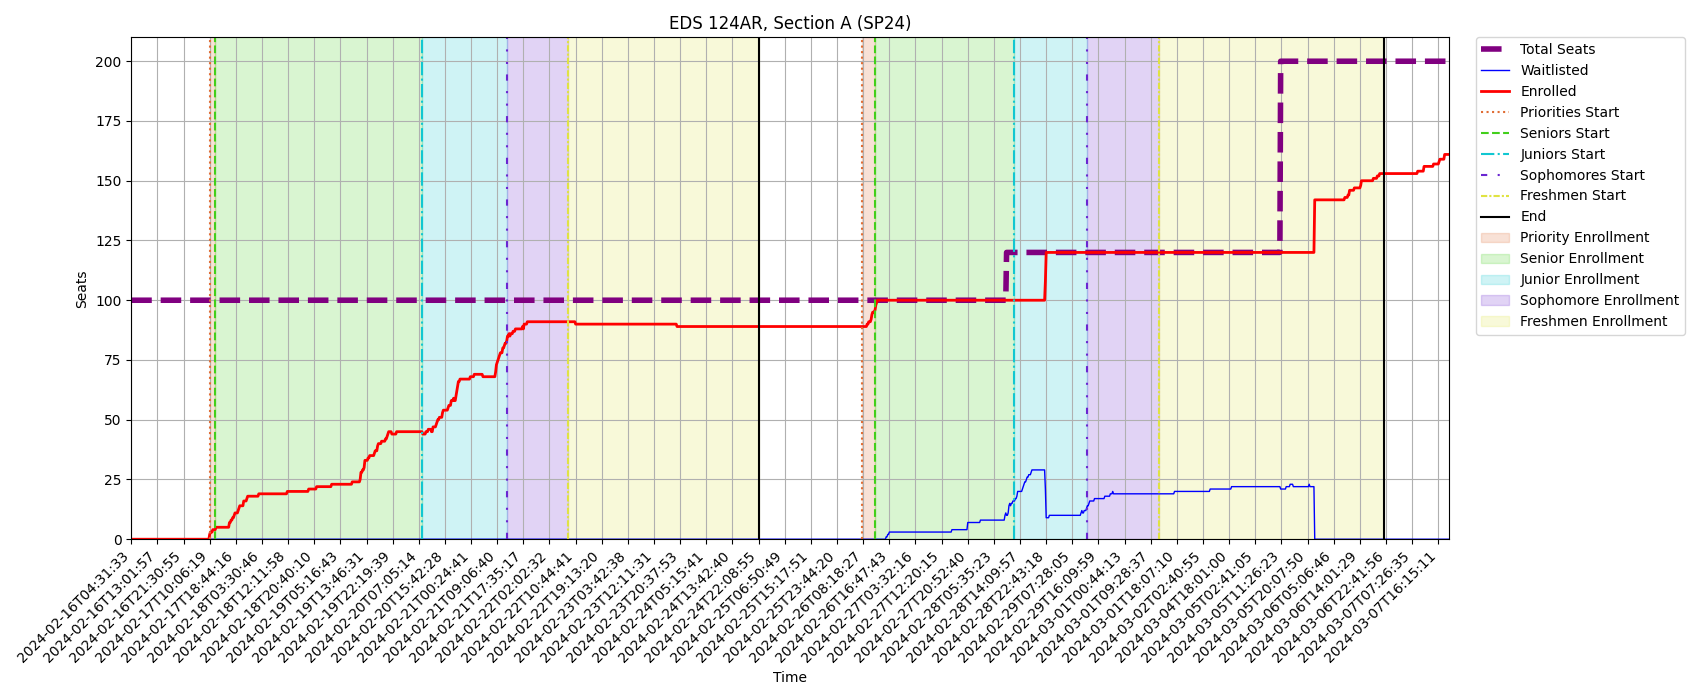 EDS 124AR, Section A (SP24)
Total Seats
Waitlisted
Enrolled
Priorities Start
Seniors Start
Juniors Start
Sophomores Start
Freshmen Start
End
Priority Enrollment
Senior Enrollment
Junior Enrollment
Sophomore Enrollment
Freshmen Enrollment
Seats
200
175
150
125
100
75
50
25
0
2024-02-16T04:31:33
2024-02-16T13:01:57
2024-02-16T21:30:55
2024-02-17T10:06:19
2024-02-17T18:44:16
2024-02-18T03:30:46
2024-02-18T12:11:58
2024-02-18T20:40:10
2024-02-19T05:16:43
2024-02-19T13:46:31
2024-02-19T22:19:39
2024-02-20T07:05:14
2024-02-20T15:42:28
2024-02-21T00:24:41
2024-02-21T09:06:40
2024-02-21T17:35:17
2024-02-22T02:02:32
2024-02-22T10:44:41
2024-02-22T19:13:20
2024-02-23T03:42:38
2024-02-23T12:11:31
2024-02-23T20:37:53
2024-02-24T05:15:41
2024-02-24T13:42:40
2024-02-24T22:08:55
2024-02-25T06:50:49
2024-02-25T15:17:51
2024-02-25T23:44:20
2024-02-26T08:18:27
2024-02-26T16:47:43
2024-02-27T03:32:16
2024-02-27T12:20:15
2024-02-27T20:52:40
2024-02-28T05:35:23
2024-02-28T14:09:57
2024-02-28T22:43:18
2024-02-29T07:28:05
2024-02-29T16:09:59
2024-03-01T00:44:13
2024-03-01T09:28:37
2024-03-01T18:07:10
2024-03-02T02:40:55
2024-03-04T18:01:00
2024-03-05T02:41:05
2024-03-05T11:26:23
2024-03-05T20:07:50
2024-03-06T05:06:46
2024-03-06T14:01:29
2024-03-06T22:41:56
2024-03-07T07:26:35
2024-03-07T16:15:11
Time